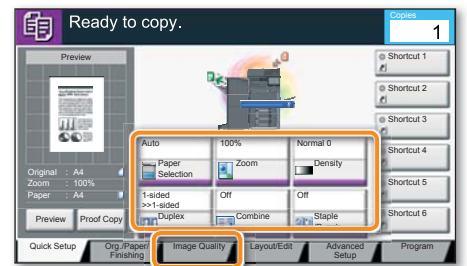 Ready to copy.
Copies
1
Preview
Original : A4
Zoom : 100%
Paper : A4
Preview
Proof Copy
Auto
Paper
Selection
100%
Zoom
Normal 0
Density
1-sided
>>1-sided
Duplex
Off
Combine
Off
Staple
Shortcut 1
Shortcut 2
Shortcut 3
Shortcut 4
Shortcut 5
Shortcut 6
Quick Setup
Org./Paper/
Finishing
Image Quality
Layout/Edit
Advanced
Setup
Program